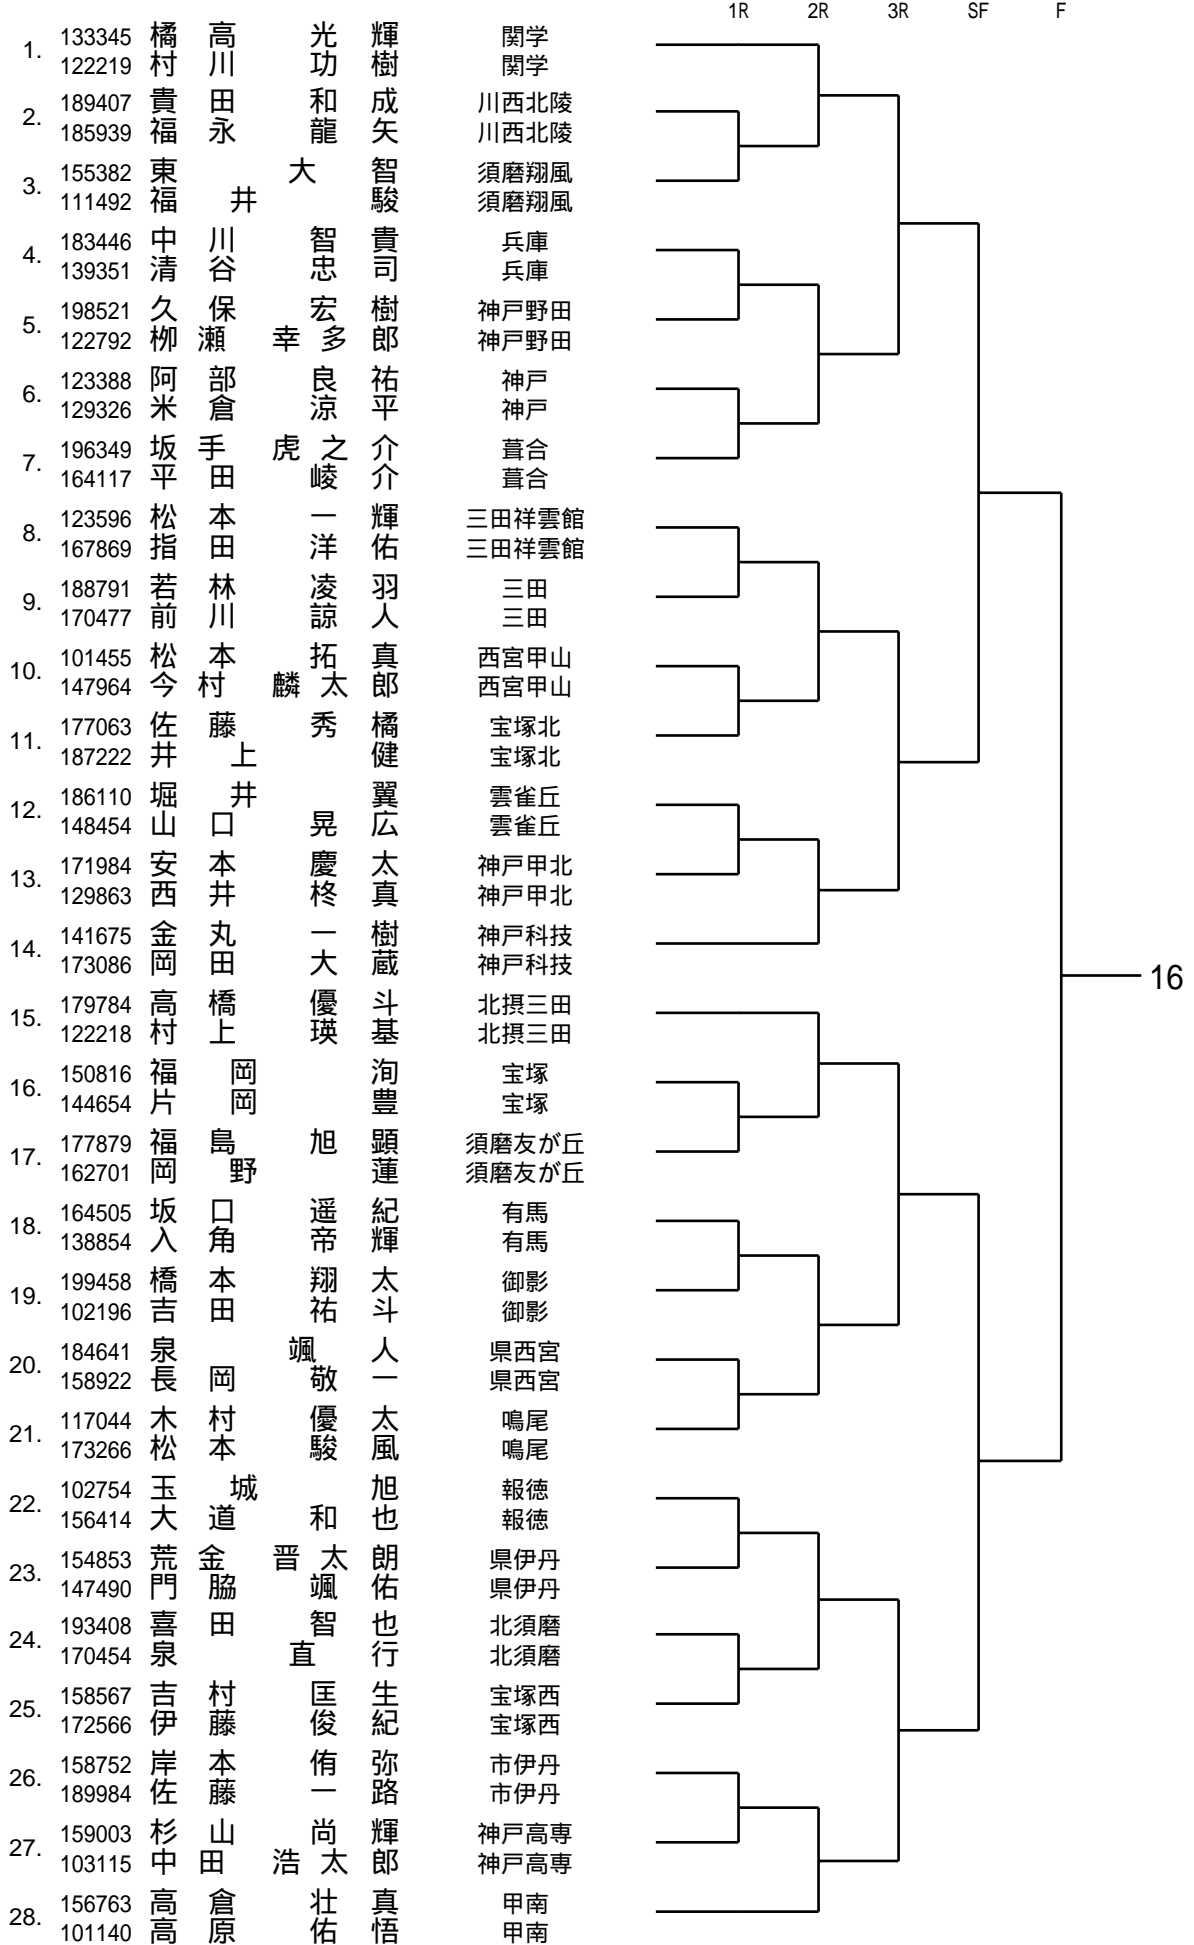 1R 2R 3R SF F
1. 133345 橘高 光輝 関学
122219 村川 功樹 関学
2. 189407 貴田 和成 川西北陵
185939 福永 龍矢 川西北陵
3. 155382 東 大智 須磨翔風
111492 福井 駿 須磨翔風
4. 183446 中川 智貴 兵庫
139351 清谷 忠司 兵庫
5. 198521 久保 宏樹 神戸野田
122792 栁瀬 幸多郎 神戸野田
6. 123388 阿部 良祐 神戸
129326 米倉 涼平 神戸
7. 196349 坂手 虎之介 葺合
164117 平田 崚介 葺合
8. 123596 松本 一輝 三田祥雲館
167869 指田 洋佑 三田祥雲館
9. 188791 若林 凌羽 三田
170477 前川 諒人 三田
10. 101455 松本 拓真 西宮甲山
147964 今村 麟太郎 西宮甲山
11. 177063 佐藤 秀橘 宝塚北
187222 井上 健 宝塚北
12. 186110 堀井 翼 雲雀丘
148454 山口 晃広 雲雀丘
13. 171984 安本 慶太 神戸甲北
129863 西井 柊真 神戸甲北
14. 141675 金丸 一樹 神戸科技
173086 岡田 大蔵 神戸科技
16
15. 179784 高橋 優斗 北摂三田
122218 村上 瑛基 北摂三田
16. 150816 福岡 洵 宝塚
144654 片岡 豊 宝塚
17. 177879 福島 旭顕 須磨友が丘
162701 岡野 蓮 須磨友が丘
18. 164505 坂口 遥紀 有馬
138854 入角 帝輝 有馬
19. 199458 橋本 翔太 御影
102196 吉田 祐斗 御影
20. 184641 泉 颯人 県西宮
158922 長岡 敬一 県西宮
21. 117044 木村 優太 鳴尾
173266 松本 駿風 鳴尾
22. 102754 玉城 旭 報徳
156414 大道 和也 報徳
23. 154853 荒金 晋太朗 県伊丹
147490 門脇 颯佑 県伊丹
24. 193408 喜田 智也 北須磨
170454 泉 直行 北須磨
25. 158567 吉村 匡生 宝塚西
172566 伊藤 俊紀 宝塚西
26. 158752 岸本 侑弥 市伊丹
189984 佐藤 一路 市伊丹
27. 159003 杉山 尚輝 神戸高専
103115 中田 浩太郎 神戸高専
28. 156763 高倉 壮真 甲南
101140 高原 佑悟 甲南